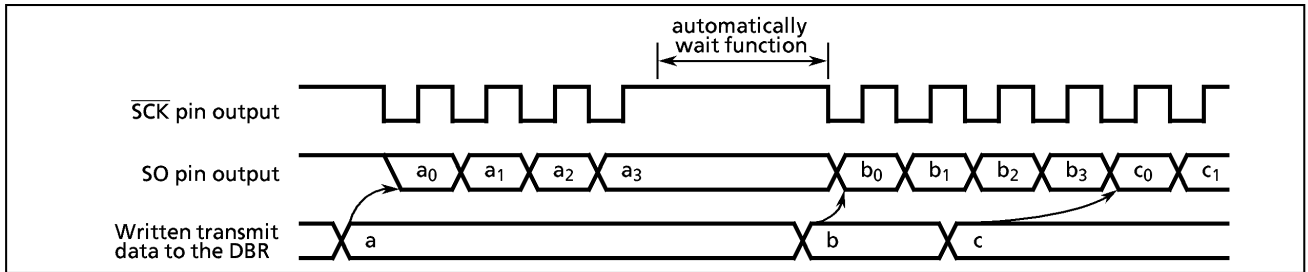 automatically
wait function
S̅C̅K̅ pin output
SO pin output
a₀ a₁ a₂ a₃ b₀ b₁ b₂ b₃ c₀ c₁
Written transmit
data to the DBR
a b c